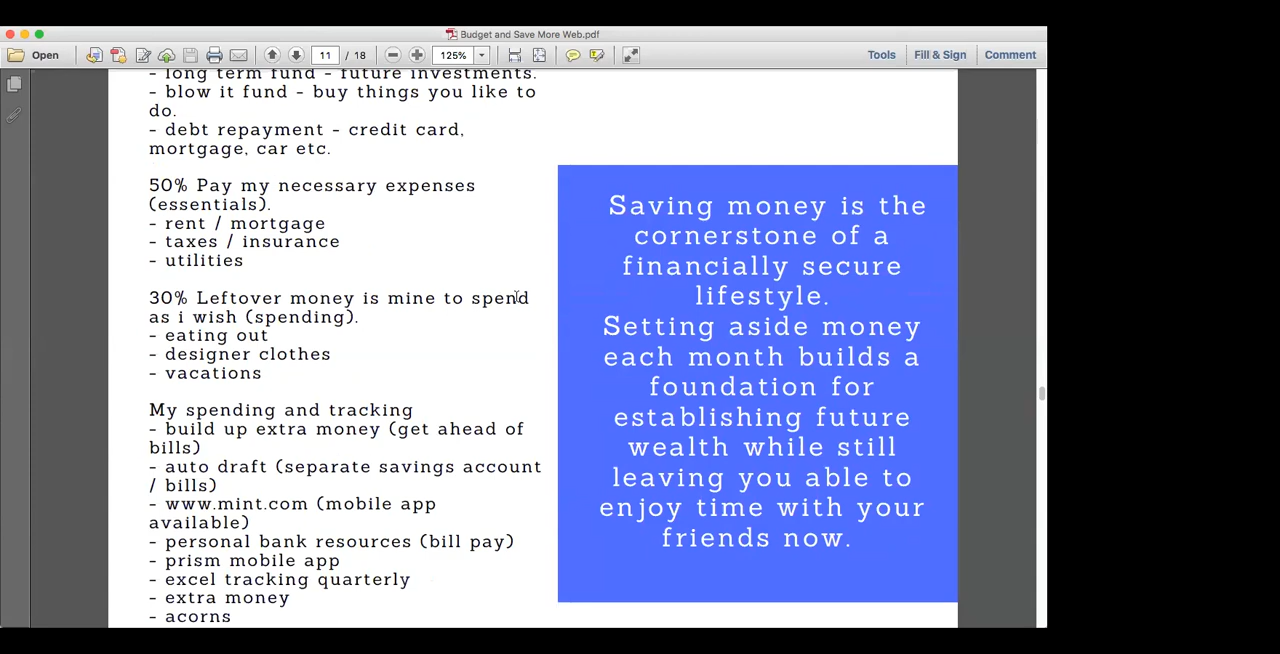 Budget and Save More Web.pdf
Open
11 / 18
125%
Tools
Fill & Sign
Comment
- long term fund - future investments.
- blow it fund - buy things you like to
do.
- debt repayment - credit card,
mortgage, car etc.
50% Pay my necessary expenses
(essentials).
- rent / mortgage
- taxes / insurance
- utilities
30% Leftover money is mine to spend
as i wish (spending).
- eating out
- designer clothes
- vacations
My spending and tracking
- build up extra money (get ahead of
bills)
- auto draft (separate savings account
/ bills)
- www.mint.com (mobile app
available)
- personal bank resources (bill pay)
- prism mobile app
- excel tracking quarterly
- extra money
- acorns
Saving money is the
cornerstone of a
financially secure
lifestyle.
Setting aside money
each month builds a
foundation for
establishing future
wealth while still
leaving you able to
enjoy time with your
friends now.